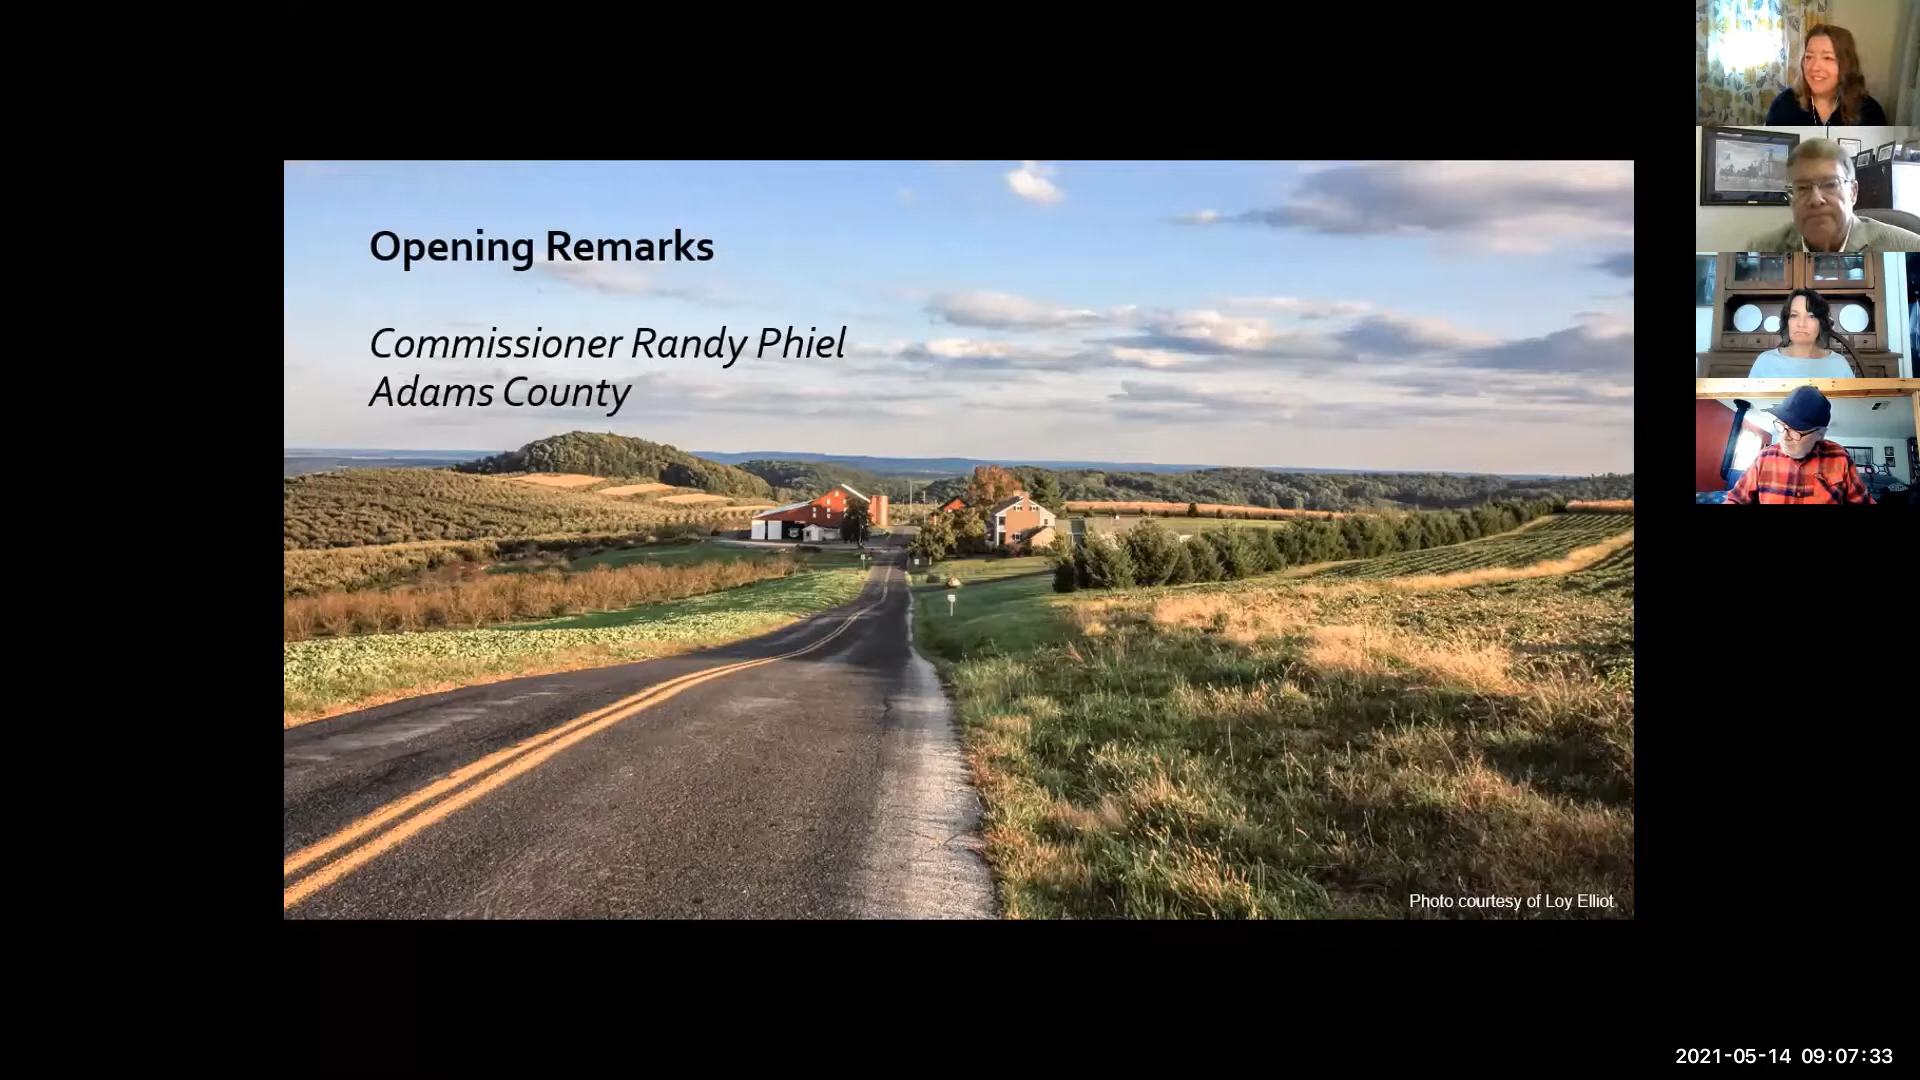 Opening Remarks
Commissioner Randy Phiel
Adams County
Photo courtesy of Loy Elliot
2021-05-14 09:07:33